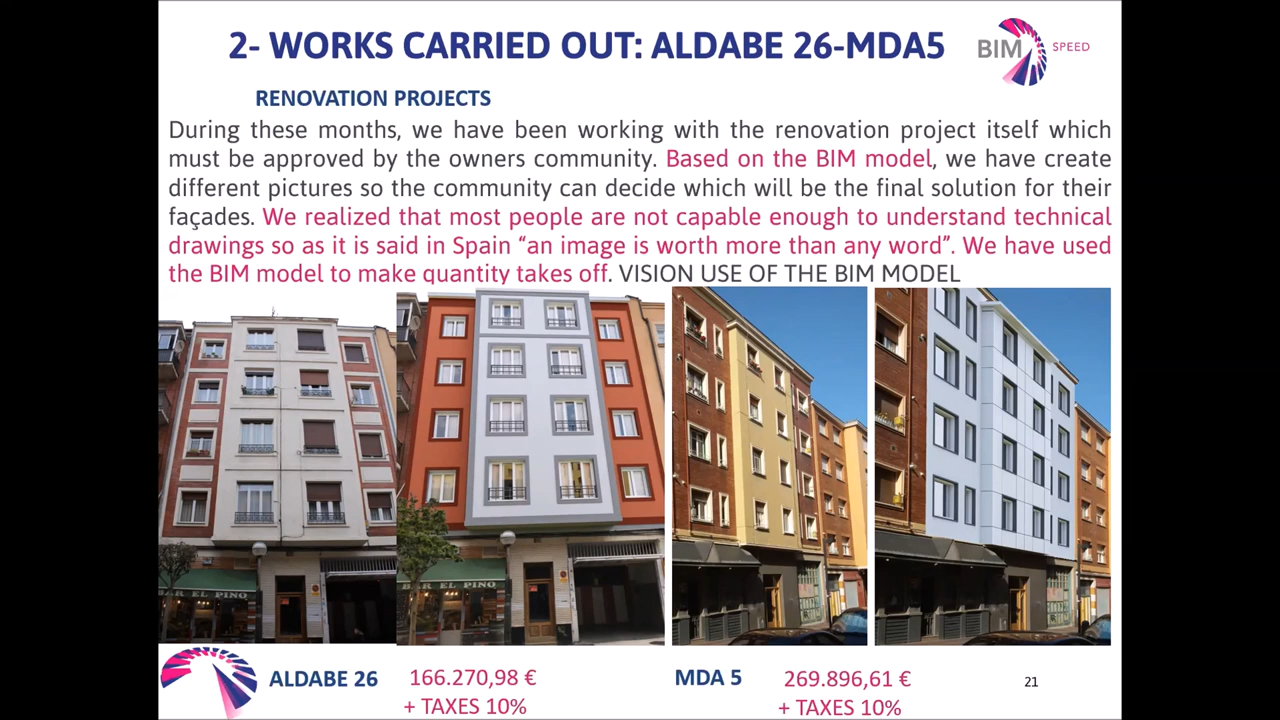 2- WORKS CARRIED OUT: ALDABE 26-MDA5
BIM SPEED
RENOVATION PROJECTS
During these months, we have been working with the renovation project itself which
must be approved by the owners community. Based on the BIM model, we have create
different pictures so the community can decide which will be the final solution for their
façades. We realized that most people are not capable enough to understand technical
drawings so as it is said in Spain “an image is worth more than any word”. We have used
the BIM model to make quantity takes off. VISION USE OF THE BIM MODEL
BAR EL PINO
BAR EL PINO
ALDABE 26
166.270,98 €
+ TAXES 10%
MDA 5
269.896,61 €
+ TAXES 10%
21